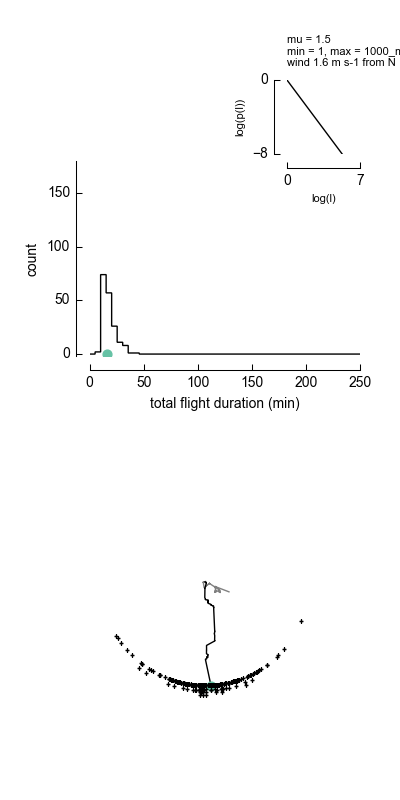 mu = 1.5
min = 1, max = 1000_m
wind 1.6 m s-1 from N
0
log(p(l))
−8
0 7
log(l)
150
100
count
50
0
0 50 100 150 200 250
total flight duration (min)